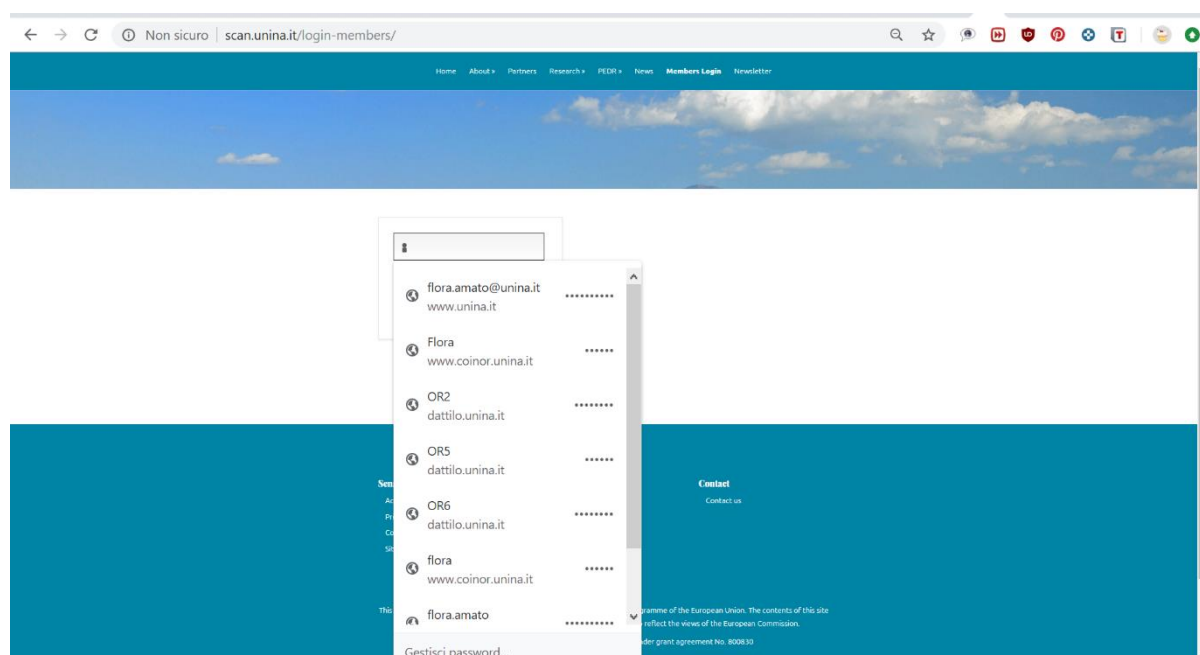 Non sicuro | scan.unina.it/login-members/
Home About » Partners Research » PEDR » News Members Login Newsletter
flora.amato@unina.it ••••••••••
www.unina.it
Flora ••••••
www.coinor.unina.it
OR2 ••••••••
dattilo.unina.it
OR5 ••••••
dattilo.unina.it
OR6 ••••••••
dattilo.unina.it
flora ••••••
www.coinor.unina.it
flora.amato ••••••••••
Gestisci password
Contact
Contact us
This
of the European Union. The contents of this site
reflect the views of the European Commission.
grant agreement No. 800830